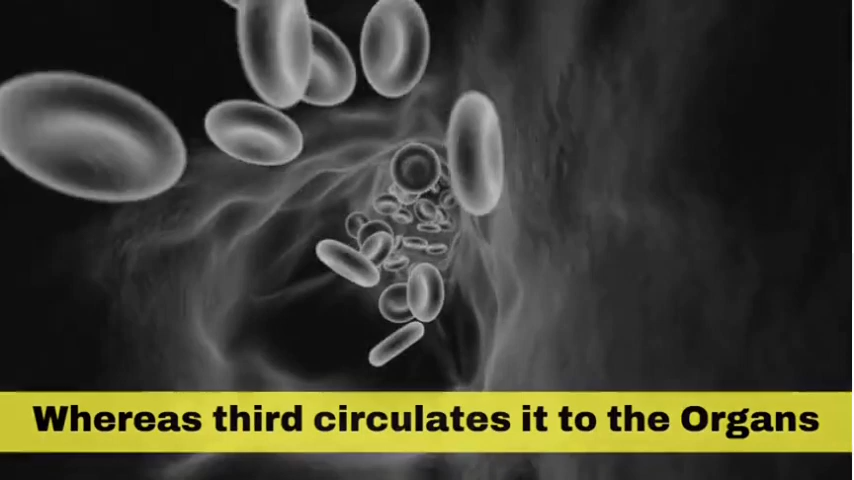 Whereas third circulates it to the Organs